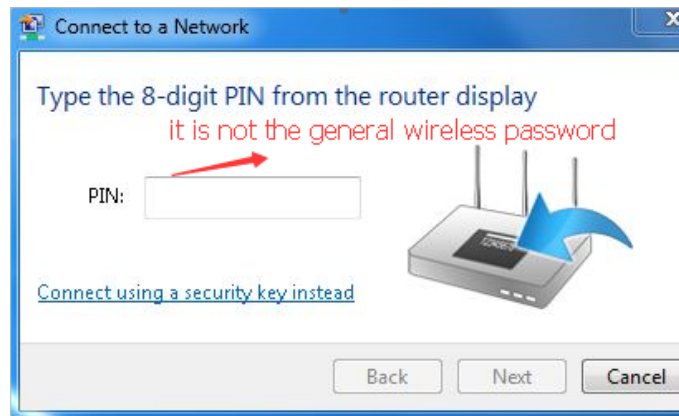 Connect to a Network
X
Type the 8-digit PIN from the router display
it is not the general wireless password
PIN:
Connect using a security key instead
Back
Next
Cancel